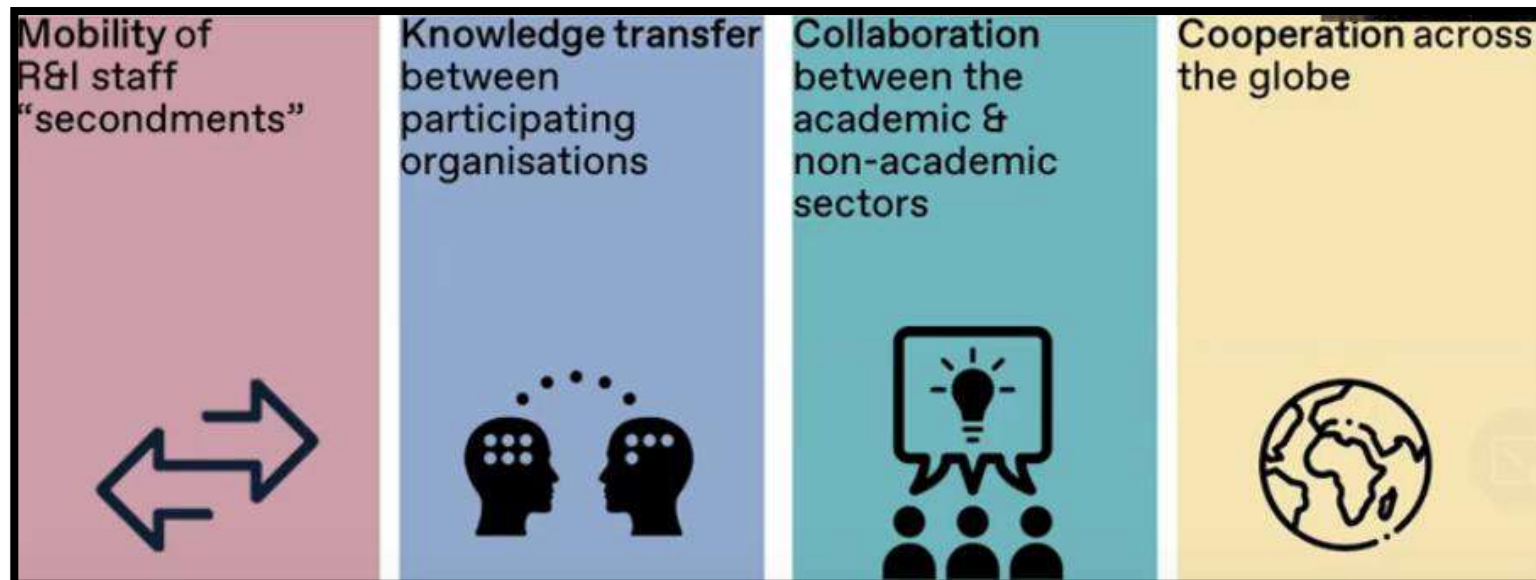 Mobility of
R&I staff
“secondments”
Knowledge transfer
between
participating
organisations
Collaboration
between the
academic &
non-academic
sectors
Cooperation across
the globe